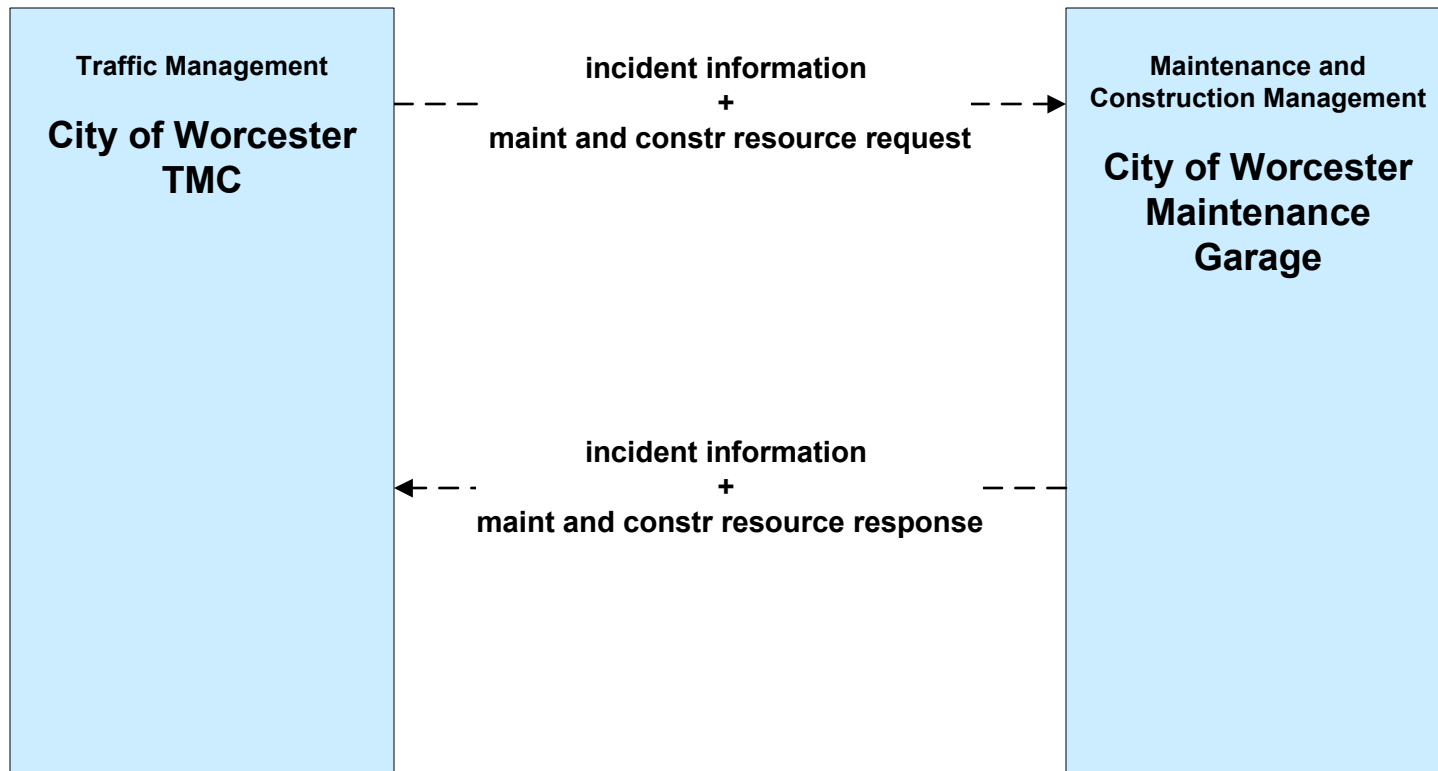 Traffic Management
City of Worcester
TMC
incident information
+
maint and constr resource request
Maintenance and
Construction Management
City of Worcester
Maintenance
Garage
incident information
+
maint and constr resource response